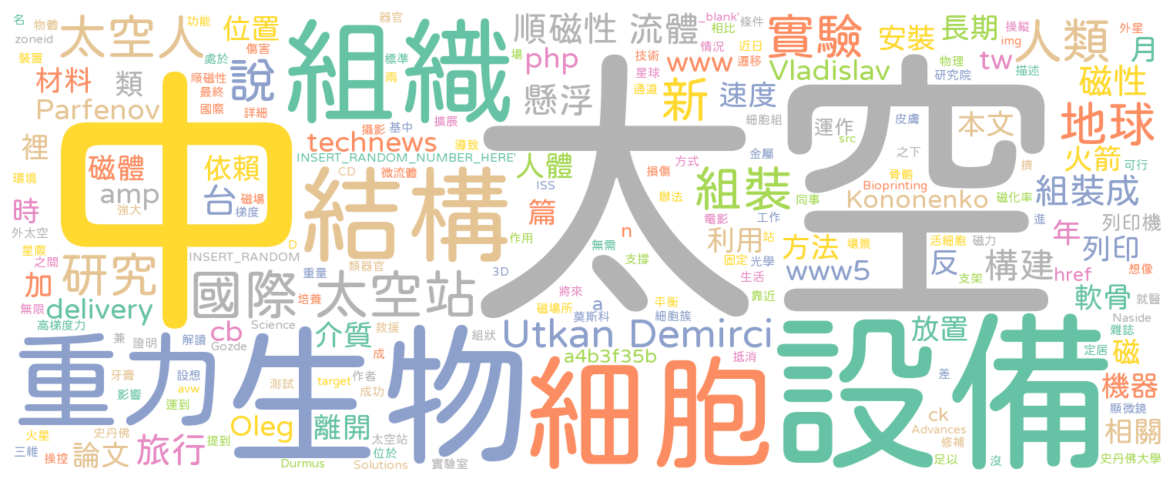 太空
中
組織
設備
生物
重力
細胞
結構
太空人
位置
傷害
功能
器官
名
物體
zoneid
裝置
處於
順磁性
最終
國際
詳細
說
標準
場
兩
材料
類
Parfenov
裡
環境
磁體
依賴
amp
強大
台
磁場
梯度
時
外太空
星際
之間
加
研究
無限
delivery
高梯度力
INSERT_RANDOM
D
國際 太空站
重量
類器官
培養
cb
Science
Gozde
兼
證明
解讀
介質
救援
組狀
成
作者
成功
target
測試
牙膏
影響
設想
avw
運到
Oleg
離開
火星
三維
史丹佛
操控
論文
旅行
提到
太空站
位於
Durmus
Solutions
實驗室
順磁性 流體
php
懸浮
擴展
攝影
基中
導致
technews
INSERT_RANDOM_NUMBER_HERE'
CD
微流體
人體
ISS
作用
3D
無需
支撐
篇
n
a
磁場所
將來
莫斯科
細胞簇
平衡
靠近
Utkan Demirci
a4b3f35b
抵消
_blank'
相比
技術
情況
近日
星球
遷移
通道
www
新
速度
細胞組
實驗
安裝
長期
條件
操縱
img
外星
物理
描述
研究院
人類
月
tw
Vladislav
磁性
地球
運作
皮膚
src
本文
之下
火箭
可行
金屬
損傷
方式
辦法
骨骼
擠
Bioprinting
磁化率
組裝
電影
工作
同事
Kononenko
進
組裝成
年
列印機
利用
站
固定
光學
生活
方法
場景
活細胞
磁力
支架
反
列印
www5
構建
href
想像
軟骨
就醫
Naside
放置
雜誌
定居
磁
差
機器
顯微鏡
ck
Advances
修補
相關
足以
沒
史丹佛大學